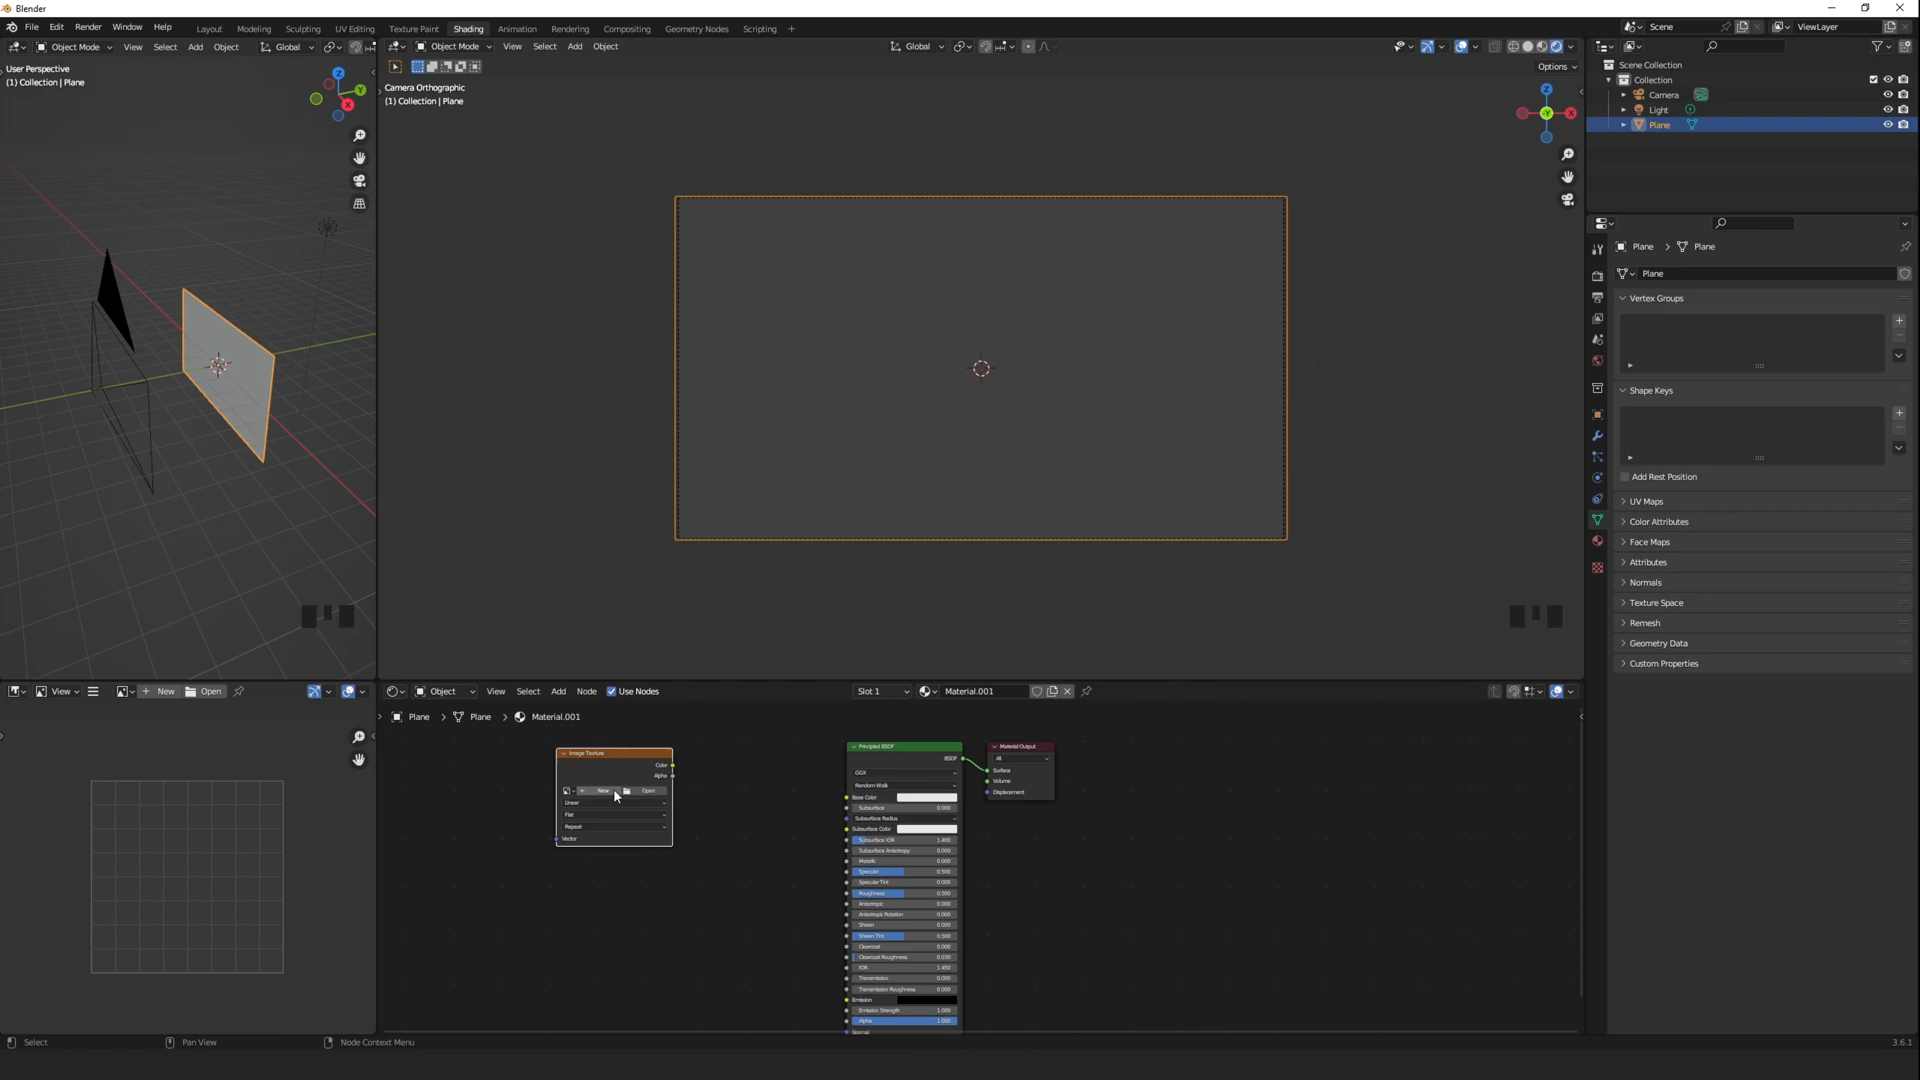 Blender
File Edit Render Window Help
Layout Modeling Sculpting UV Editing Texture Paint Shading Animation Rendering Compositing Geometry Nodes Scripting +
Scene
ViewLayer
Object Mode View Select Add Object Global
Object Mode View Select Add Object Global
Options
User Perspective
(1) Collection | Plane
Camera Orthographic
(1) Collection | Plane
Z
Y
X
Z
-Y
X
Scene Collection
Collection
Camera
Light
Plane
Plane > Plane
Plane
Vertex Groups
Shape Keys
Add Rest Position
UV Maps
Color Attributes
Face Maps
Attributes
Normals
Texture Space
Remesh
Geometry Data
Custom Properties
View + New Open
Object View Select Add Node Use Nodes Slot 1 Material.001
Plane > Plane > Material.001
Image Texture
Color
Alpha
New Open
Linear
Flat
Repeat
Vector
Principled BSDF
BSDF
GGX
Random Walk
Base Color
Subsurface 0.000
Subsurface Radius
Subsurface Color
Subsurface IOR 1.400
Subsurface Anisotropy 0.000
Metallic 0.000
Specular 0.500
Specular Tint 0.000
Roughness 0.500
Anisotropic 0.000
Anisotropic Rotation 0.000
Sheen 0.000
Sheen Tint 0.500
Clearcoat 0.000
Clearcoat Roughness 0.030
IOR 1.450
Transmission 0.000
Transmission Roughness 0.000
Emission
Emission Strength 1.000
Alpha 1.000
Normal
Material Output
All
Surface
Volume
Displacement
Select Pan View Node Context Menu
3.6.1